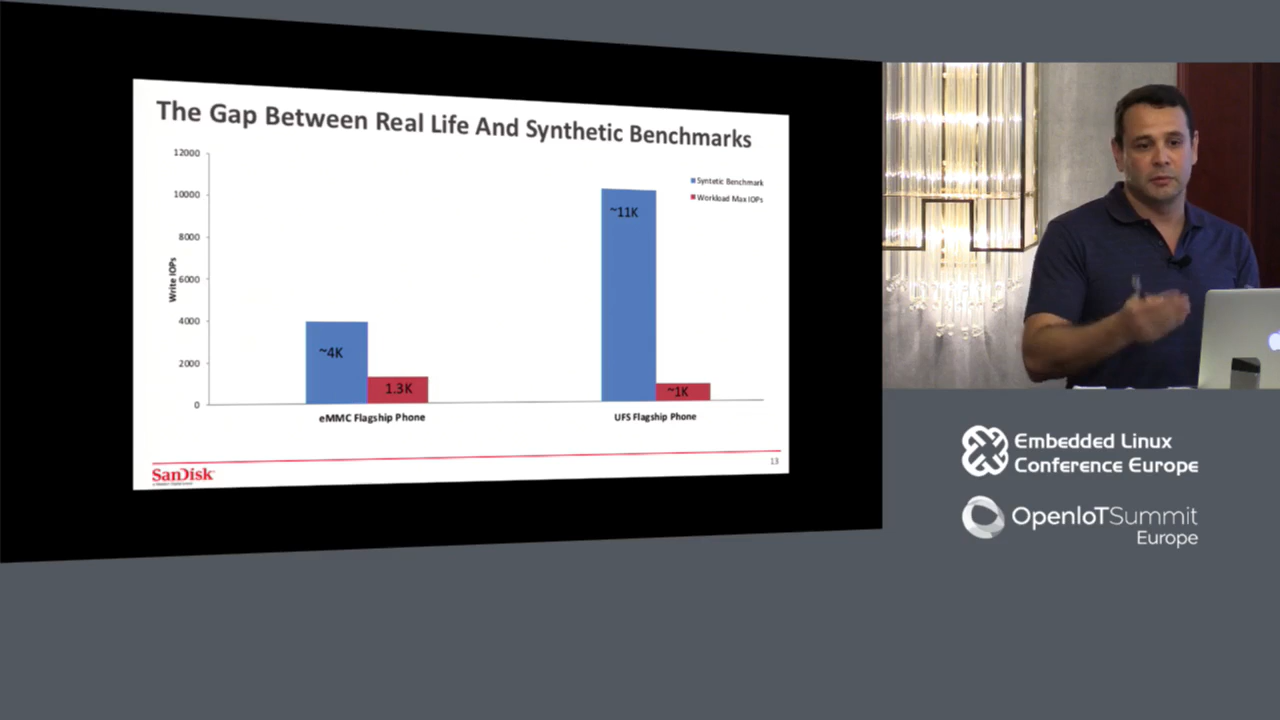 The Gap Between Real Life And Synthetic Benchmarks
12000
10000
8000
6000
4000
2000
0
Write IOPs
Syntetic Benchmark
Workload Max IOPs
~4K
1.3K
~11K
~1K
eMMC Flagship Phone
UFS Flagship Phone
SanDisk
13
Embedded Linux
Conference Europe
OpenIoTSummit
Europe